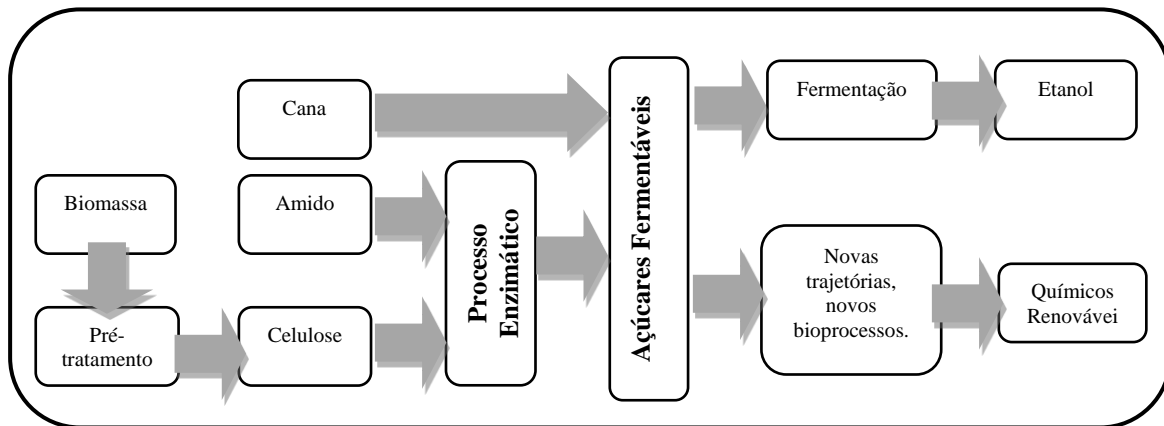 Cana
Fermentação
Etanol
Biomassa
Amido
Processo
Enzimático
Açúcares Fermentáveis
Novas
trajetórias,
novos
bioprocessos.
Químicos
Renovávei
Pré-
tratamento
Celulose